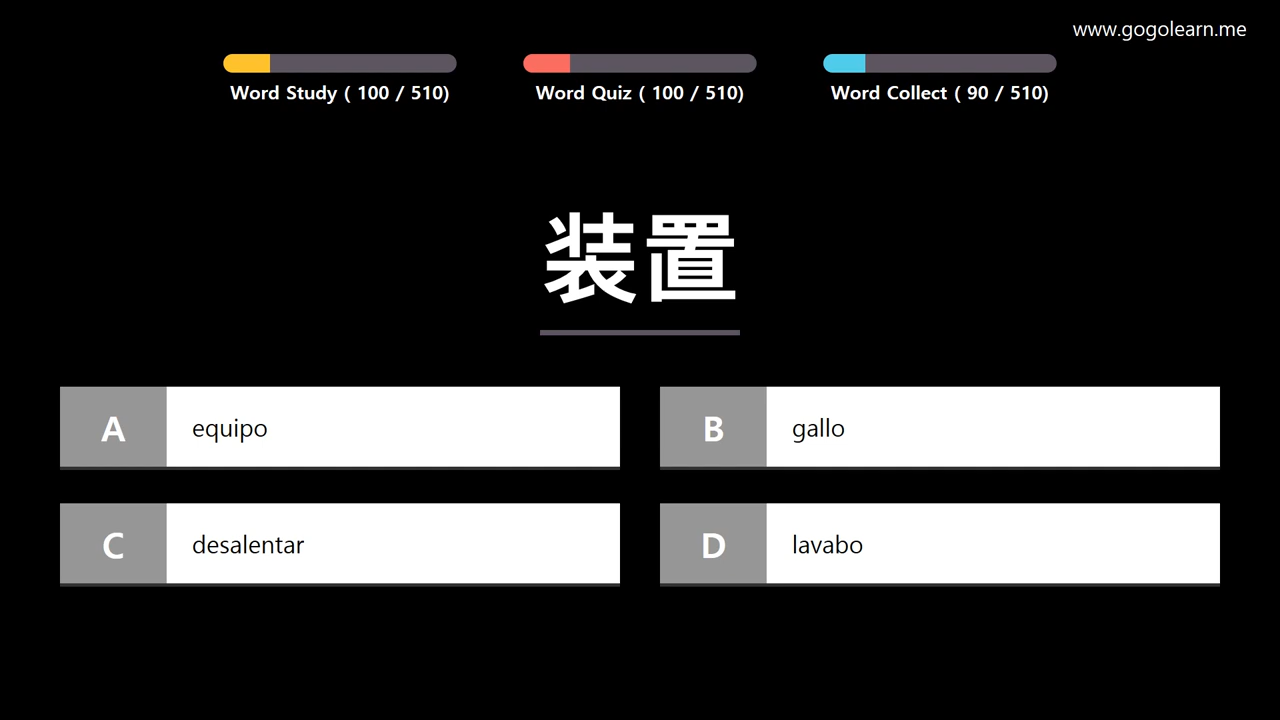 www.gogolearn.me
Word Study ( 100 / 510)
Word Quiz ( 100 / 510)
Word Collect ( 90 / 510)
装置
A equipo
B gallo
C desalentar
D lavabo